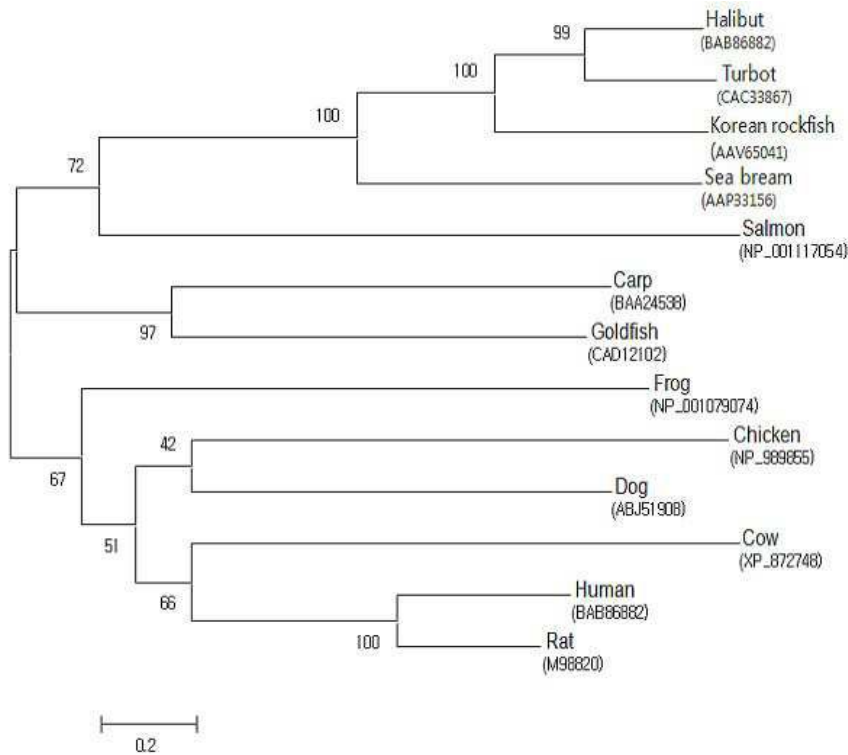 Halibut
99
(BAB86882)
Turbot
100
(CAC33867)
100
Korean rockfish
(AAV65041)
72
Sea bream
(AAP33156)
Salmon
(NP_001117054)
Carp
(BAA24538)
97
Goldfish
(CAD12102)
Frog
(NP_001079074)
42
Chicken
(NP_989855)
67
Dog
(ABJ51908)
51
Cow
(XP_872748)
66
Human
(BAB86882)
100
Rat
(M98820)
0.2